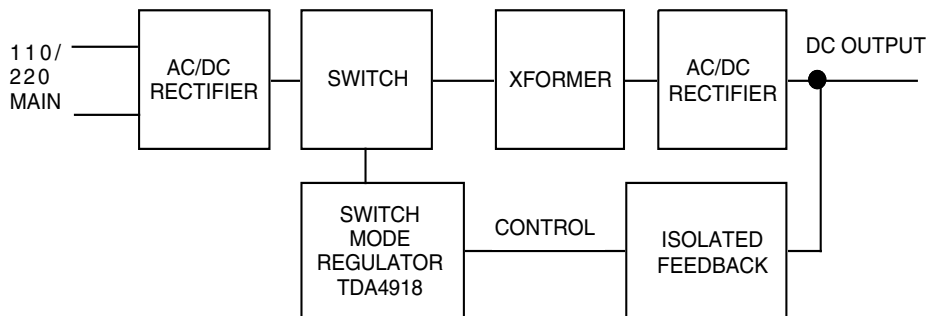 110/
220
MAIN
AC/DC
RECTIFIER
SWITCH
XFORMER
AC/DC
RECTIFIER
DC OUTPUT
SWITCH
MODE
REGULATOR
TDA4918
CONTROL
ISOLATED
FEEDBACK